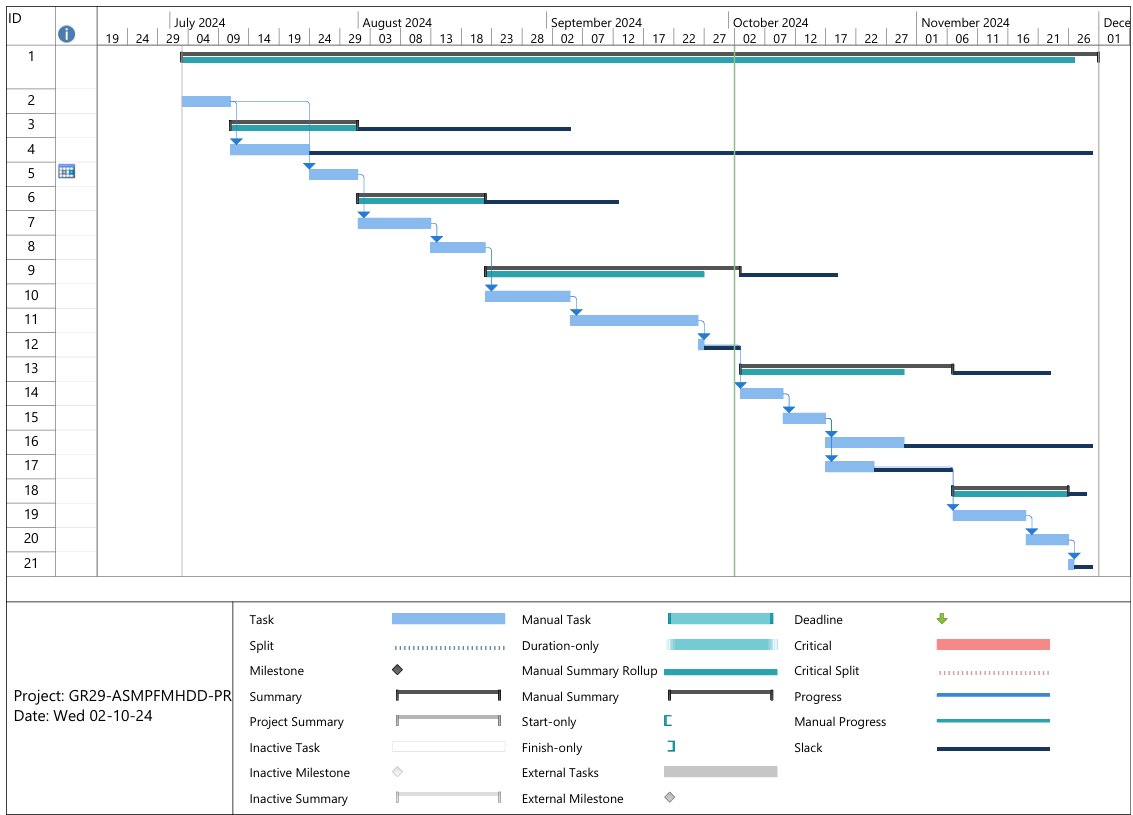 ID
July 2024 August 2024 September 2024 October 2024 November 2024 Dece
19 24 29 04 09 14 19 24 29 03 08 13 18 23 28 02 07 12 17 22 27 02 07 12 17 22 27 01 06 11 16 21 26 01
1
2
3
4
5
6
7
8
9
10
11
12
13
14
15
16
17
18
19
20
21
Project: GR29-ASMPFMHDD-PR
Date: Wed 02-10-24
Task Manual Task Deadline
Split Duration-only Critical
Milestone Manual Summary Rollup Critical Split
Summary Manual Summary Progress
Project Summary Start-only Manual Progress
Inactive Task Finish-only Slack
Inactive Milestone External Tasks
Inactive Summary External Milestone